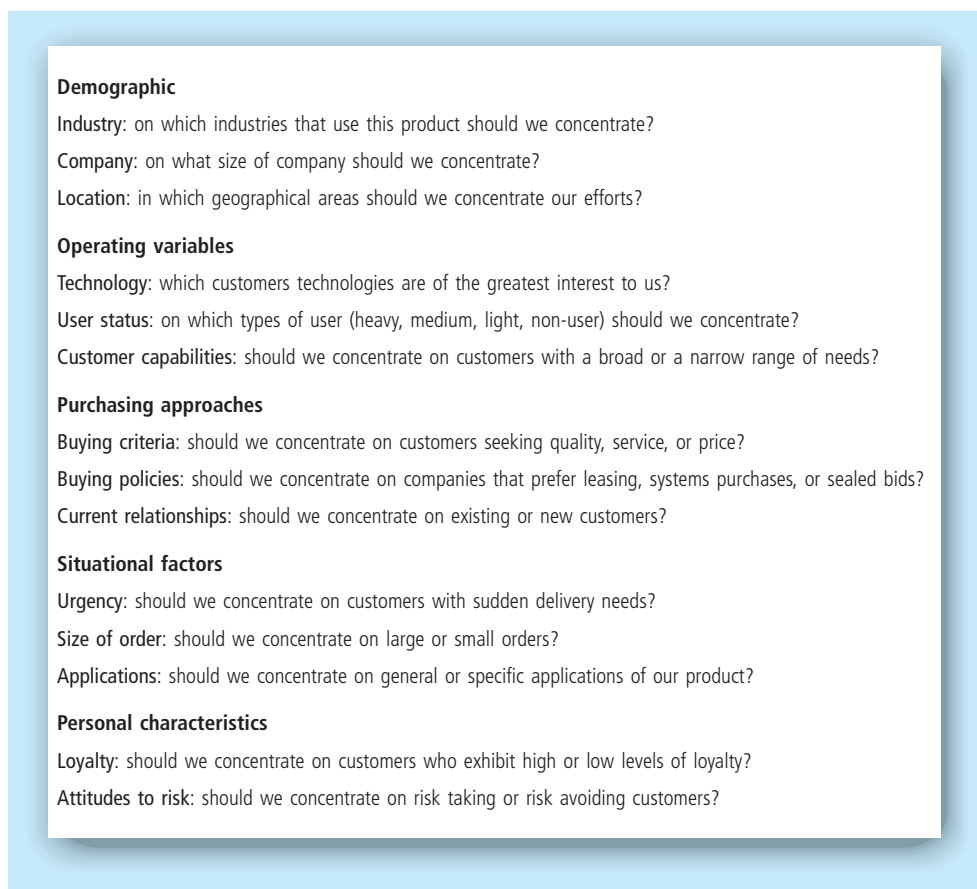 Demographic
Industry: on which industries that use this product should we concentrate?
Company: on what size of company should we concentrate?
Location: in which geographical areas should we concentrate our efforts?
Operating variables
Technology: which customers technologies are of the greatest interest to us?
User status: on which types of user (heavy, medium, light, non-user) should we concentrate?
Customer capabilities: should we concentrate on customers with a broad or a narrow range of needs?
Purchasing approaches
Buying criteria: should we concentrate on customers seeking quality, service, or price?
Buying policies: should we concentrate on companies that prefer leasing, systems purchases, or sealed bids?
Current relationships: should we concentrate on existing or new customers?
Situational factors
Urgency: should we concentrate on customers with sudden delivery needs?
Size of order: should we concentrate on large or small orders?
Applications: should we concentrate on general or specific applications of our product?
Personal characteristics
Loyalty: should we concentrate on customers who exhibit high or low levels of loyalty?
Attitudes to risk: should we concentrate on risk taking or risk avoiding customers?